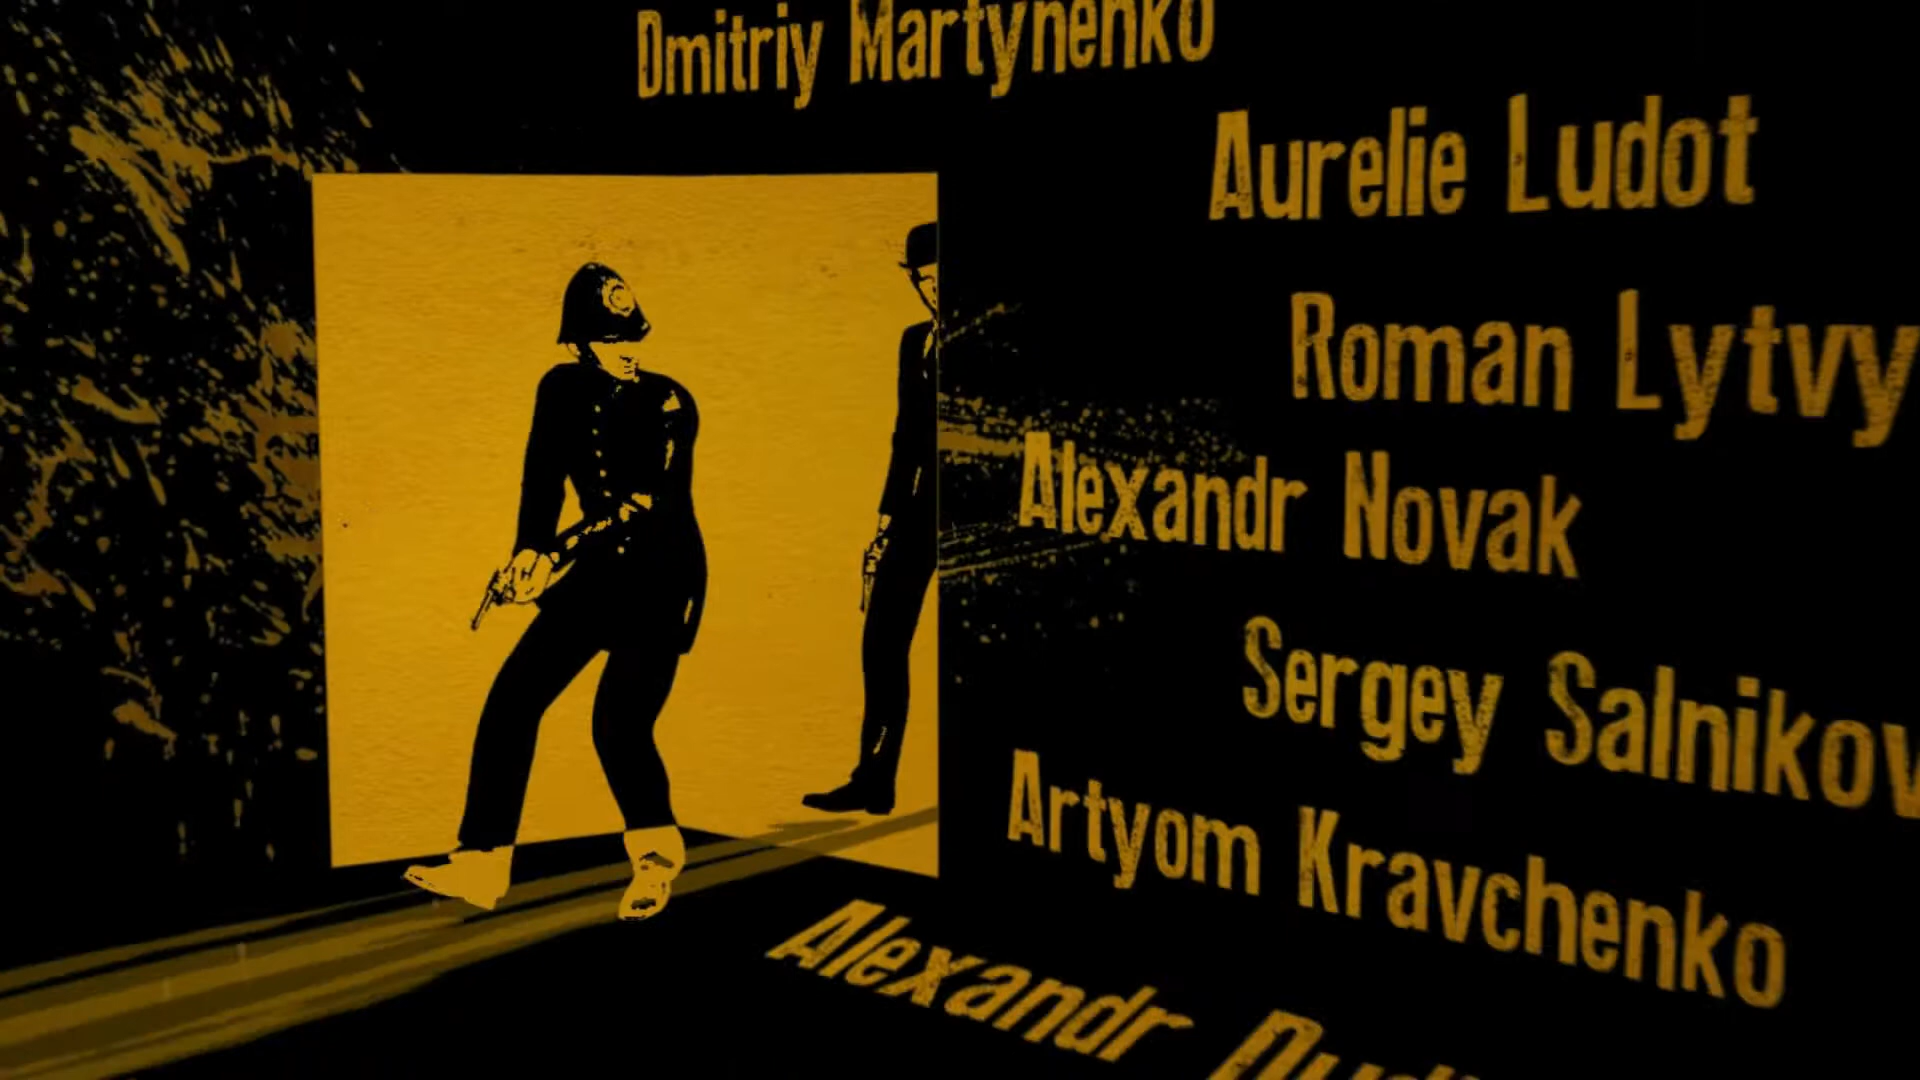 Dmitriy Martynenko
Aurelie Ludot
Roman Lytvy
Alexandr Novak
Sergey Salnikov
Artyom Kravchenko
Alexandr